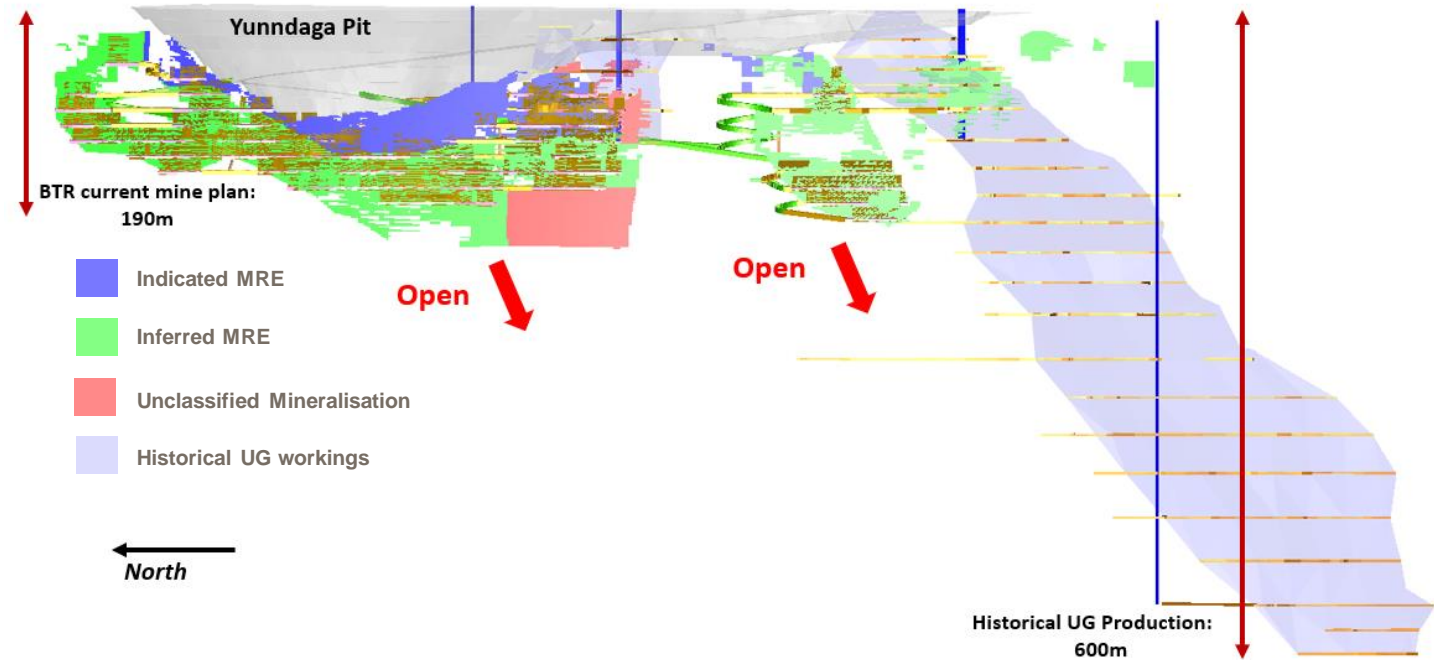 Yunndaga Pit
BTR current mine plan:
190m
Open
Open
Indicated MRE
Inferred MRE
Unclassified Mineralisation
Historical UG workings
North
Historical UG Production:
600m